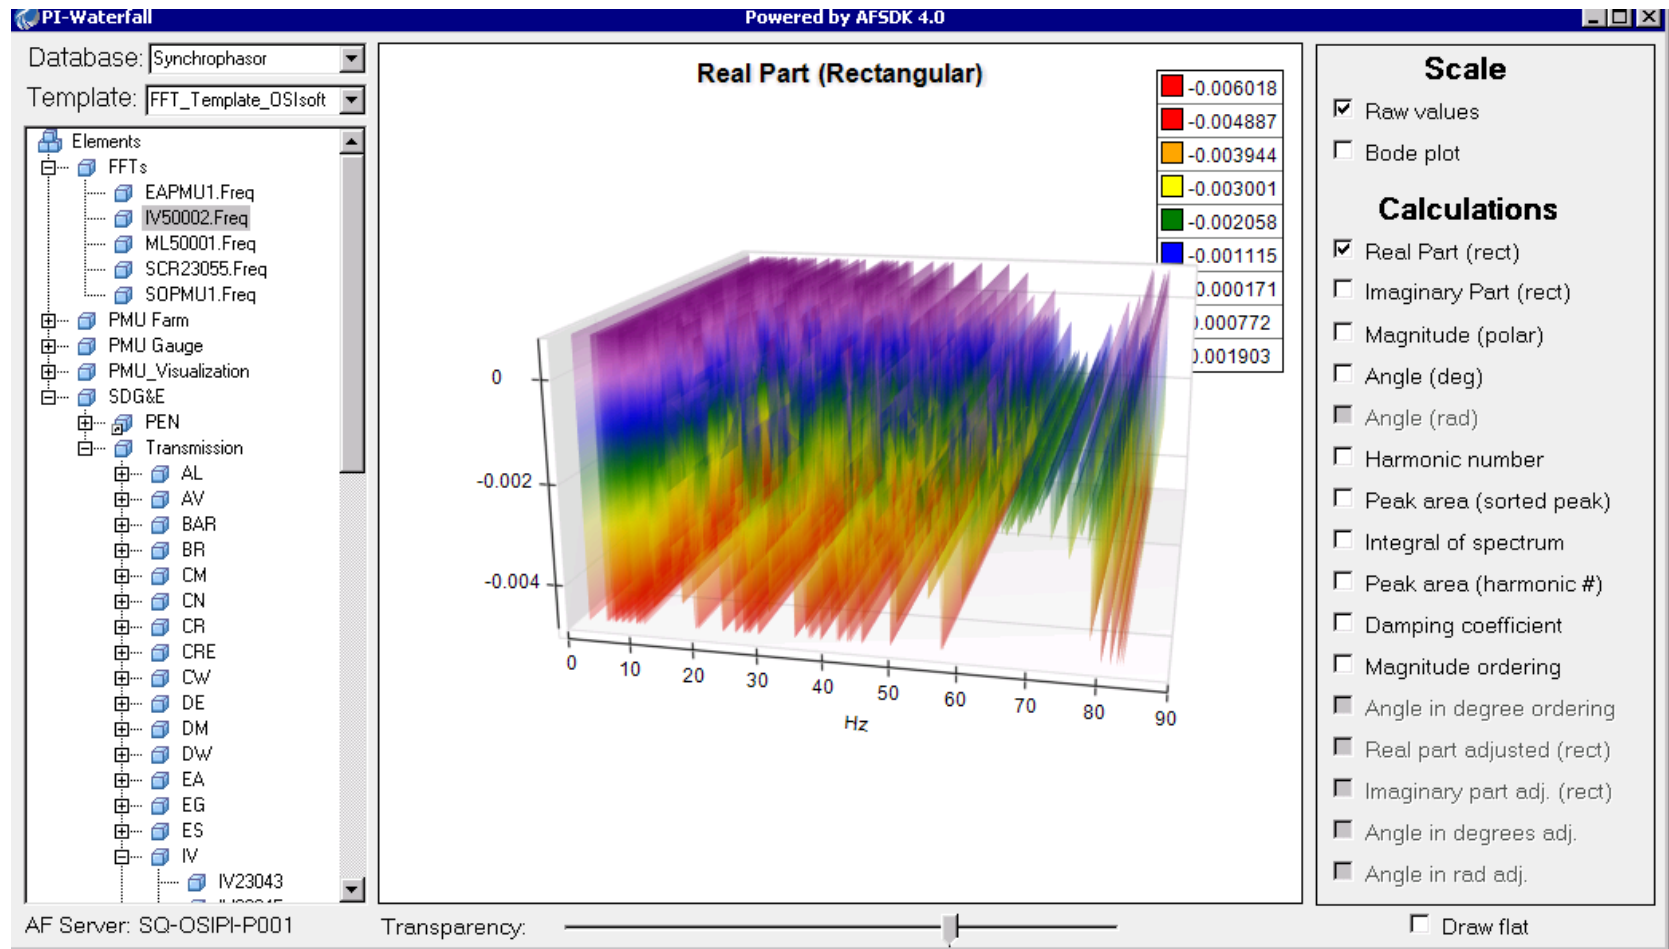 PI-Waterfall
Powered by AFSDK 4.0
Database: Synchrophasor
Template: FFT_Template_OSIsoft
Elements
FFTs
EAPMU1.Freq
IV50002.Freq
ML50001.Freq
SCR23055.Freq
SOPMU1.Freq
PMU Farm
PMU Gauge
PMU_Visualization
SDG&E
PEN
Transmission
AL
AV
BAR
BR
CM
CN
CR
CRE
CW
DE
DM
DW
EA
EG
ES
IV
IV23043
AF Server: SQ-OSIPI-P001
Real Part (Rectangular)
-0.006018
-0.004887
-0.003944
-0.003001
-0.002058
-0.001115
0.000171
0.000772
0.001903
0
-0.002
-0.004
0
10
20
30
40
50
60
70
80
90
Hz
Transparency:
Scale
Raw values
Bode plot
Calculations
Real Part (rect)
Imaginary Part (rect)
Magnitude (polar)
Angle (deg)
Angle (rad)
Harmonic number
Peak area (sorted peak)
Integral of spectrum
Peak area (harmonic #)
Damping coefficient
Magnitude ordering
Angle in degree ordering
Real part adjusted (rect)
Imaginary part adj. (rect)
Angle in degrees adj.
Angle in rad adj.
Draw flat